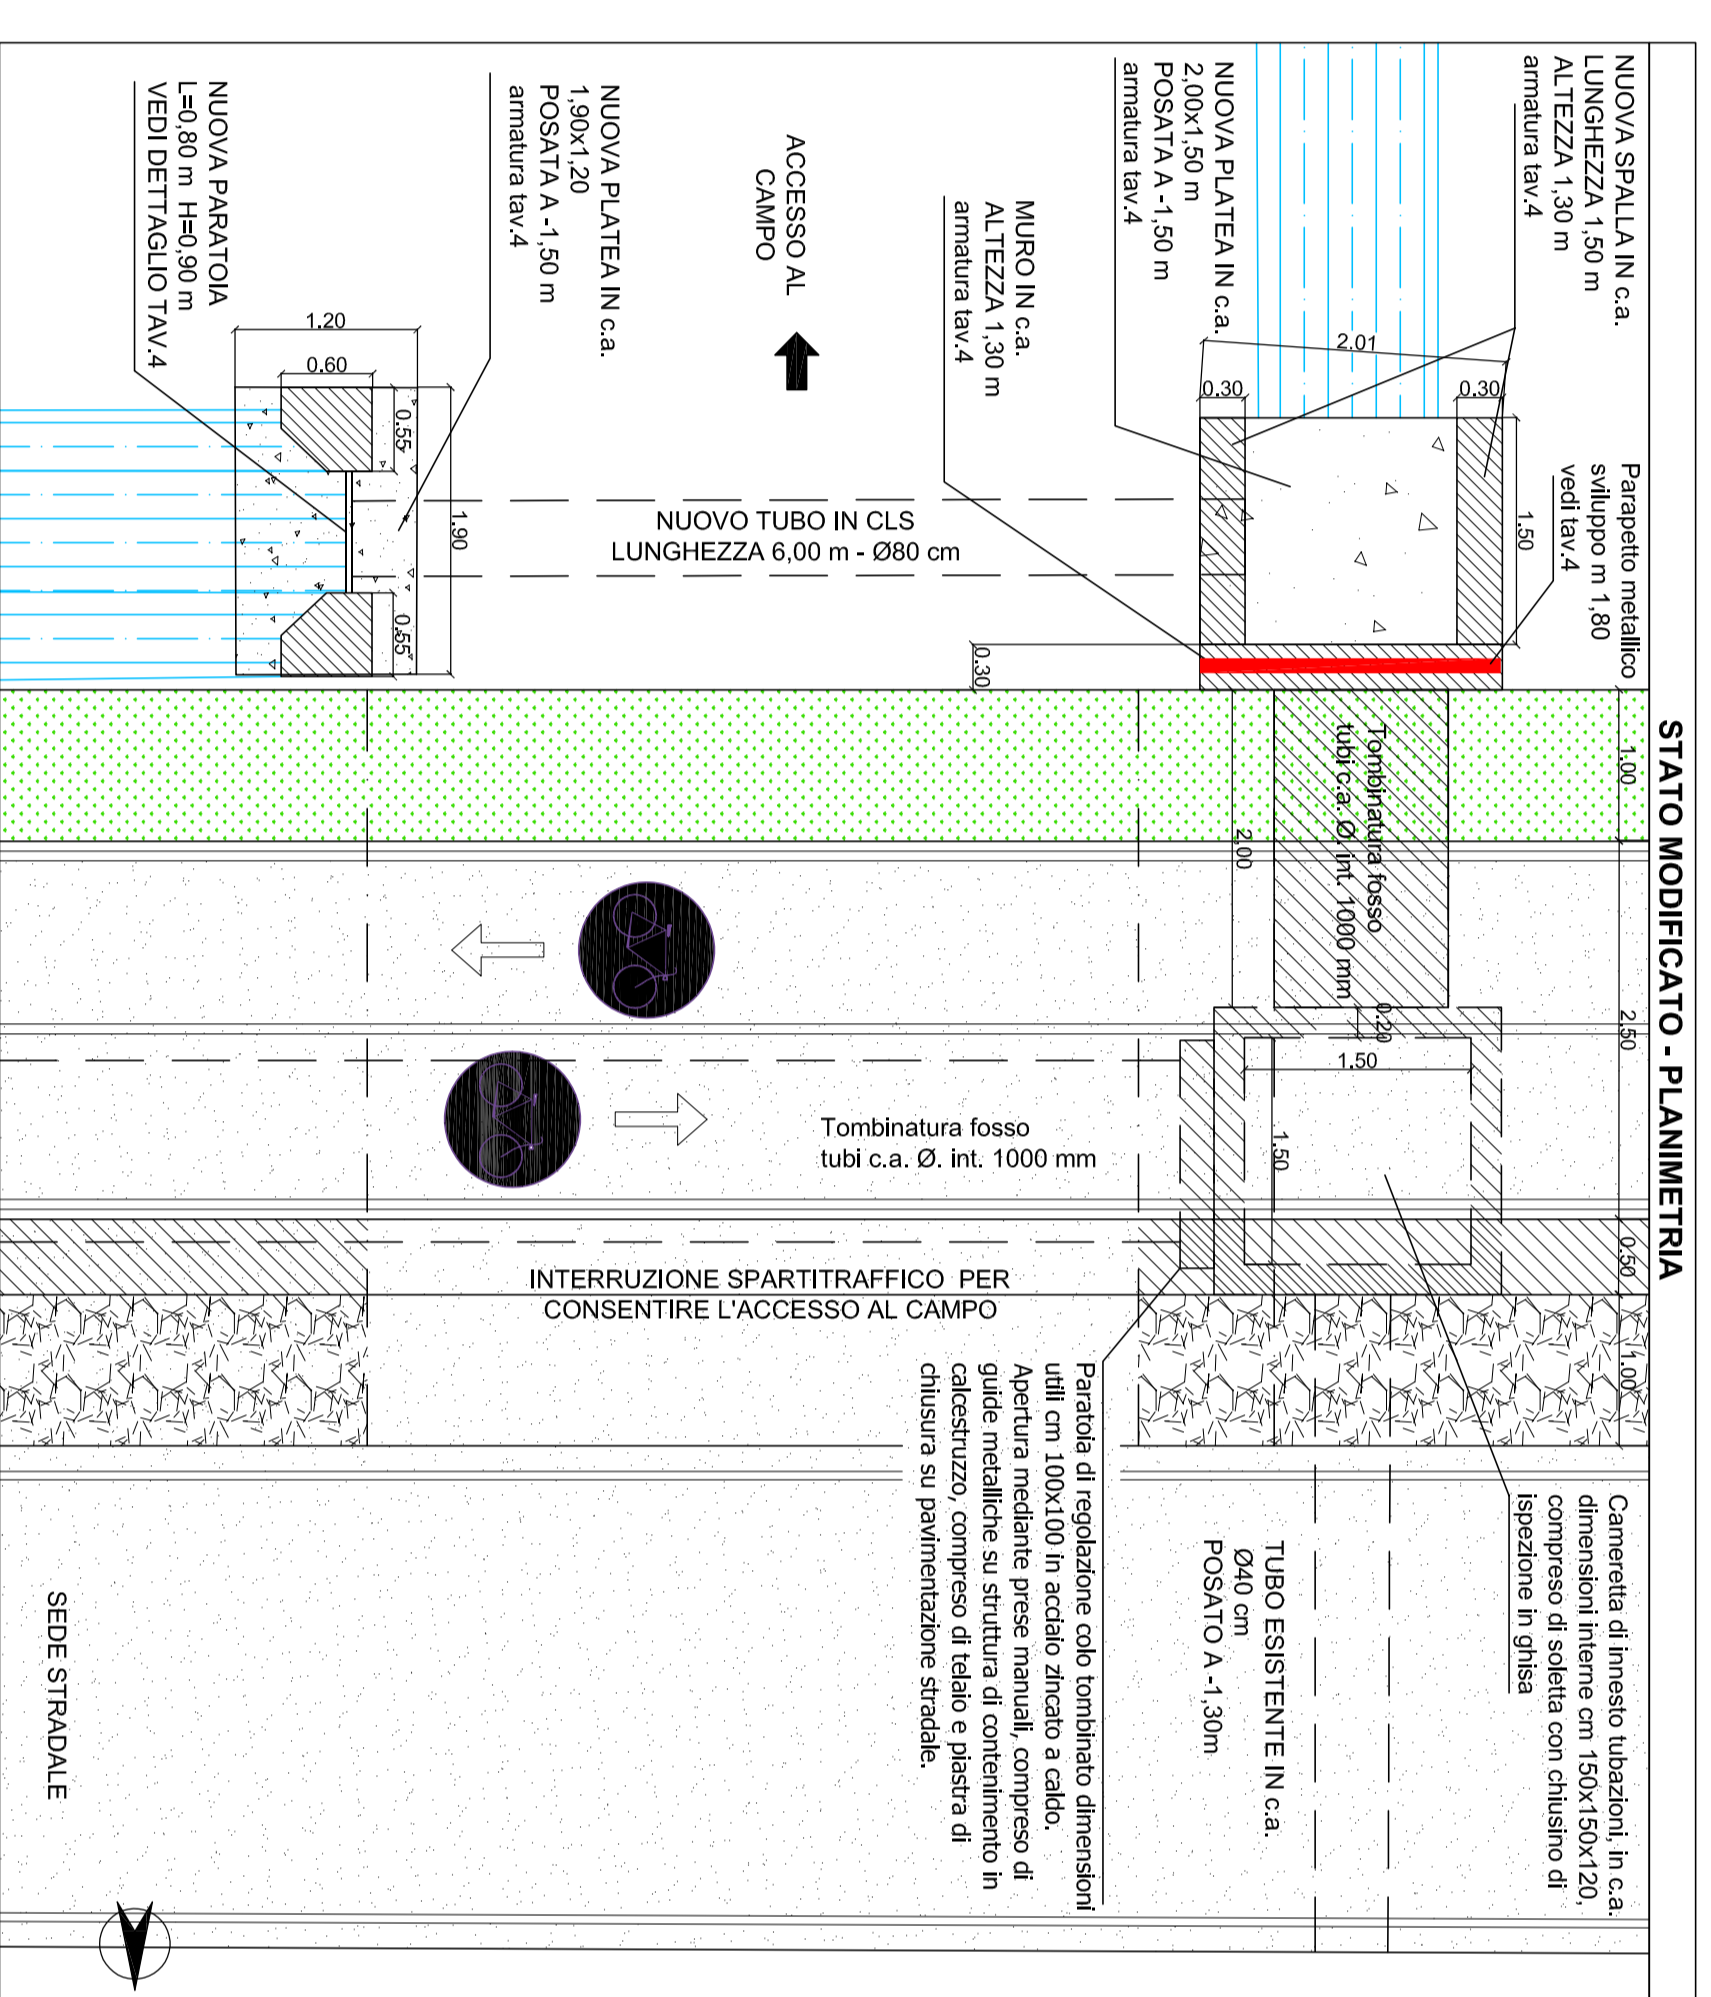 STATO MODIFICATO - PLANIMETRIA
NUOVA SPALLA IN c.a.
LUNGHEZZA 1,50 m
ALTEZZA 1,30 m
armatura tav.4
Parapetto metallico
sviluppo m 1,80
vedi tav.4
NUOVA PLATEA IN c.a.
2,00x1,50 m
POSATA A -1,50 m
armatura tav.4
MURO IN c.a.
ALTEZZA 1,30 m
armatura tav.4
ACCESSO AL
CAMPO
NUOVA PLATEA IN c.a.
1,90x1,20
POSATA A -1,50 m
armatura tav.4
NUOVA PARATOIA
L=0,80 m H=0,90 m
VEDI DETTAGLIO TAV.4
2.01
0.30
0.30
1.50
0.30
1.20
0.60
0.55
1.90
0.55
NUOVO TUBO IN CLS
LUNGHEZZA 6,00 m - Ø80 cm
Tombinatura fosso
tubi c.a. Ø. int. 1000 mm
1.00
2,00
2.50
0.20
1.50
1.50
0.50
1.00
Tombinatura fosso
tubi c.a. Ø. int. 1000 mm
INTERRUZIONE SPARTITRAFFICO PER
CONSENTIRE L'ACCESSO AL CAMPO
Cameretta di innesto tubazioni, in c.a.
dimensioni interne cm 150x150x120,
compreso di soletta con chiusino di
ispezione in ghisa
TUBO ESISTENTE IN c.a.
Ø40 cm
POSATO A -1,30m
Paratoia di regolazione colo tombinato dimensioni
utili cm 100x100 in acciaio zincato a caldo.
Apertura mediante prese manuali, compreso di
guide metalliche su struttura di contenimento in
calcestruzzo, compreso di telaio e piastra di
chiusura su pavimentazione stradale.
SEDE STRADALE